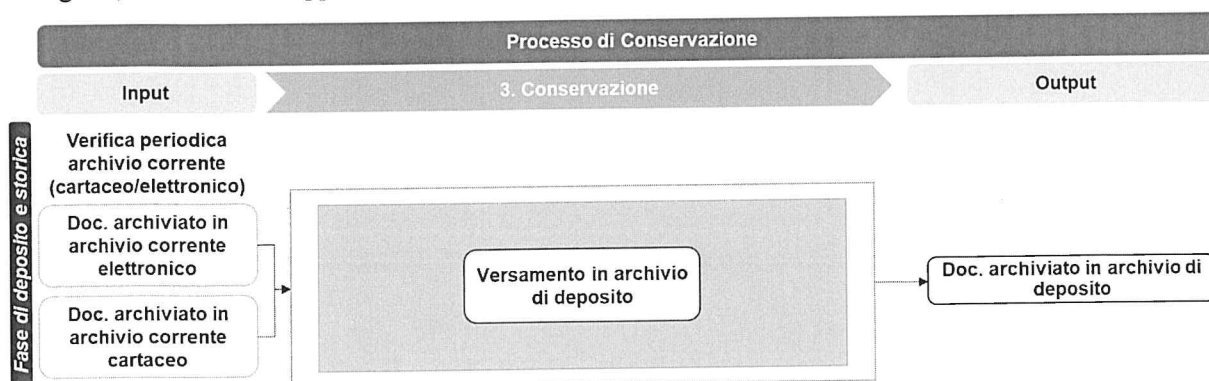 Processo di Conservazione
Input
3. Conservazione
Output
Fase di deposito e storica
Verifica periodica
archivio corrente
(cartaceo/elettronico)
Doc. archiviato in
archivio corrente
elettronico
Doc. archiviato in
archivio corrente
cartaceo
Versamento in archivio
di deposito
Doc. archiviato in archivio di
deposito